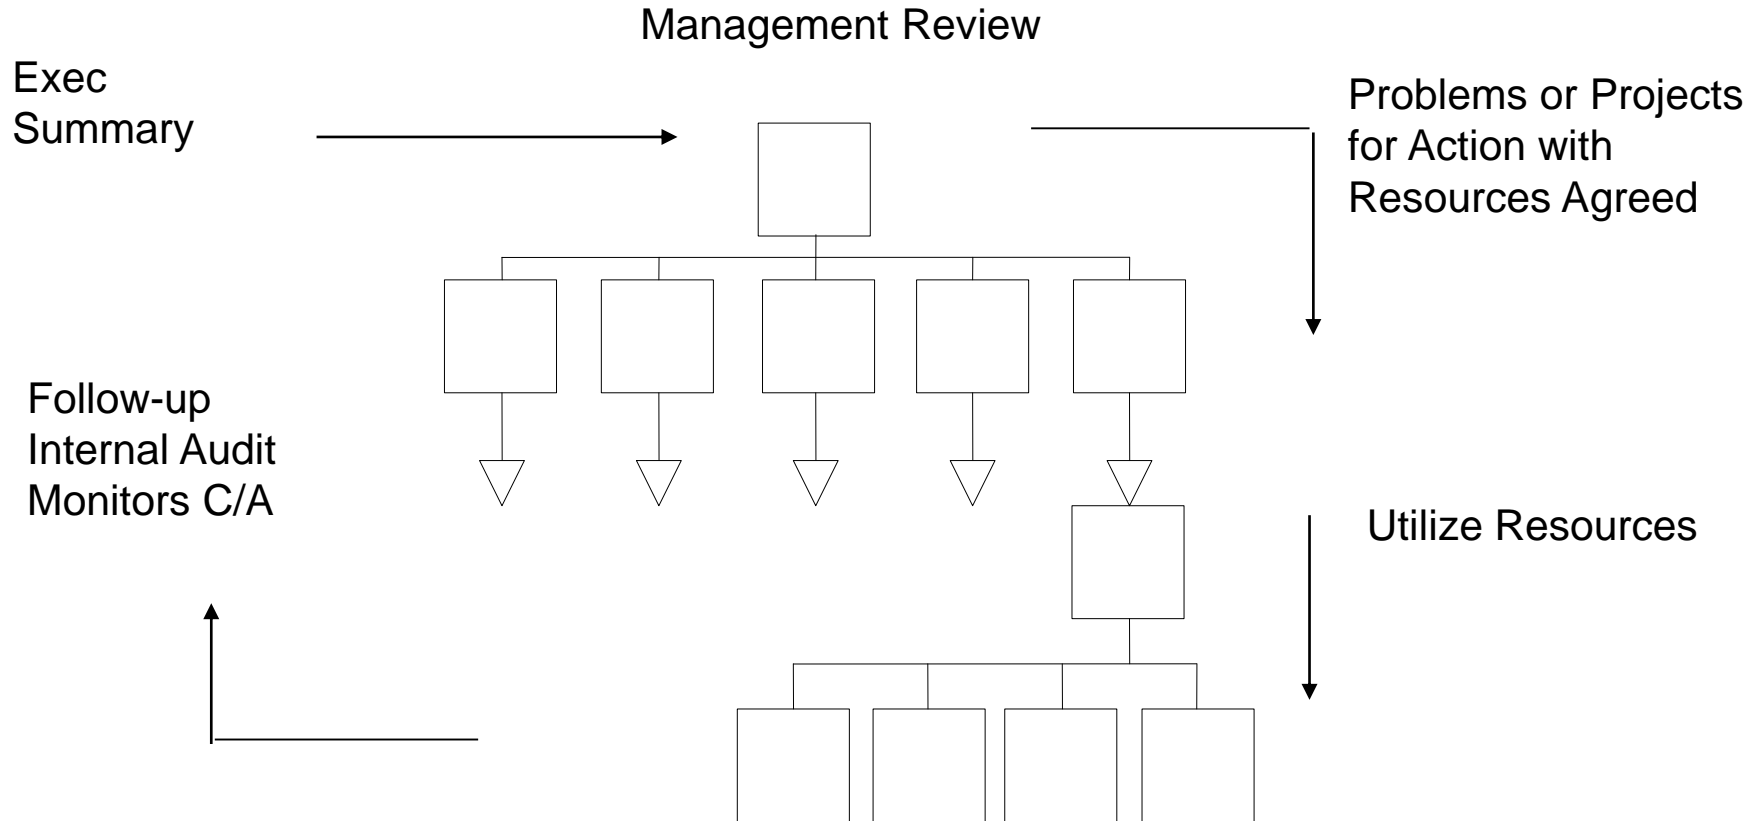 Management Review
Exec
Summary
Problems or Projects
for Action with
Resources Agreed
Follow-up
Internal Audit
Monitors C/A
Utilize Resources